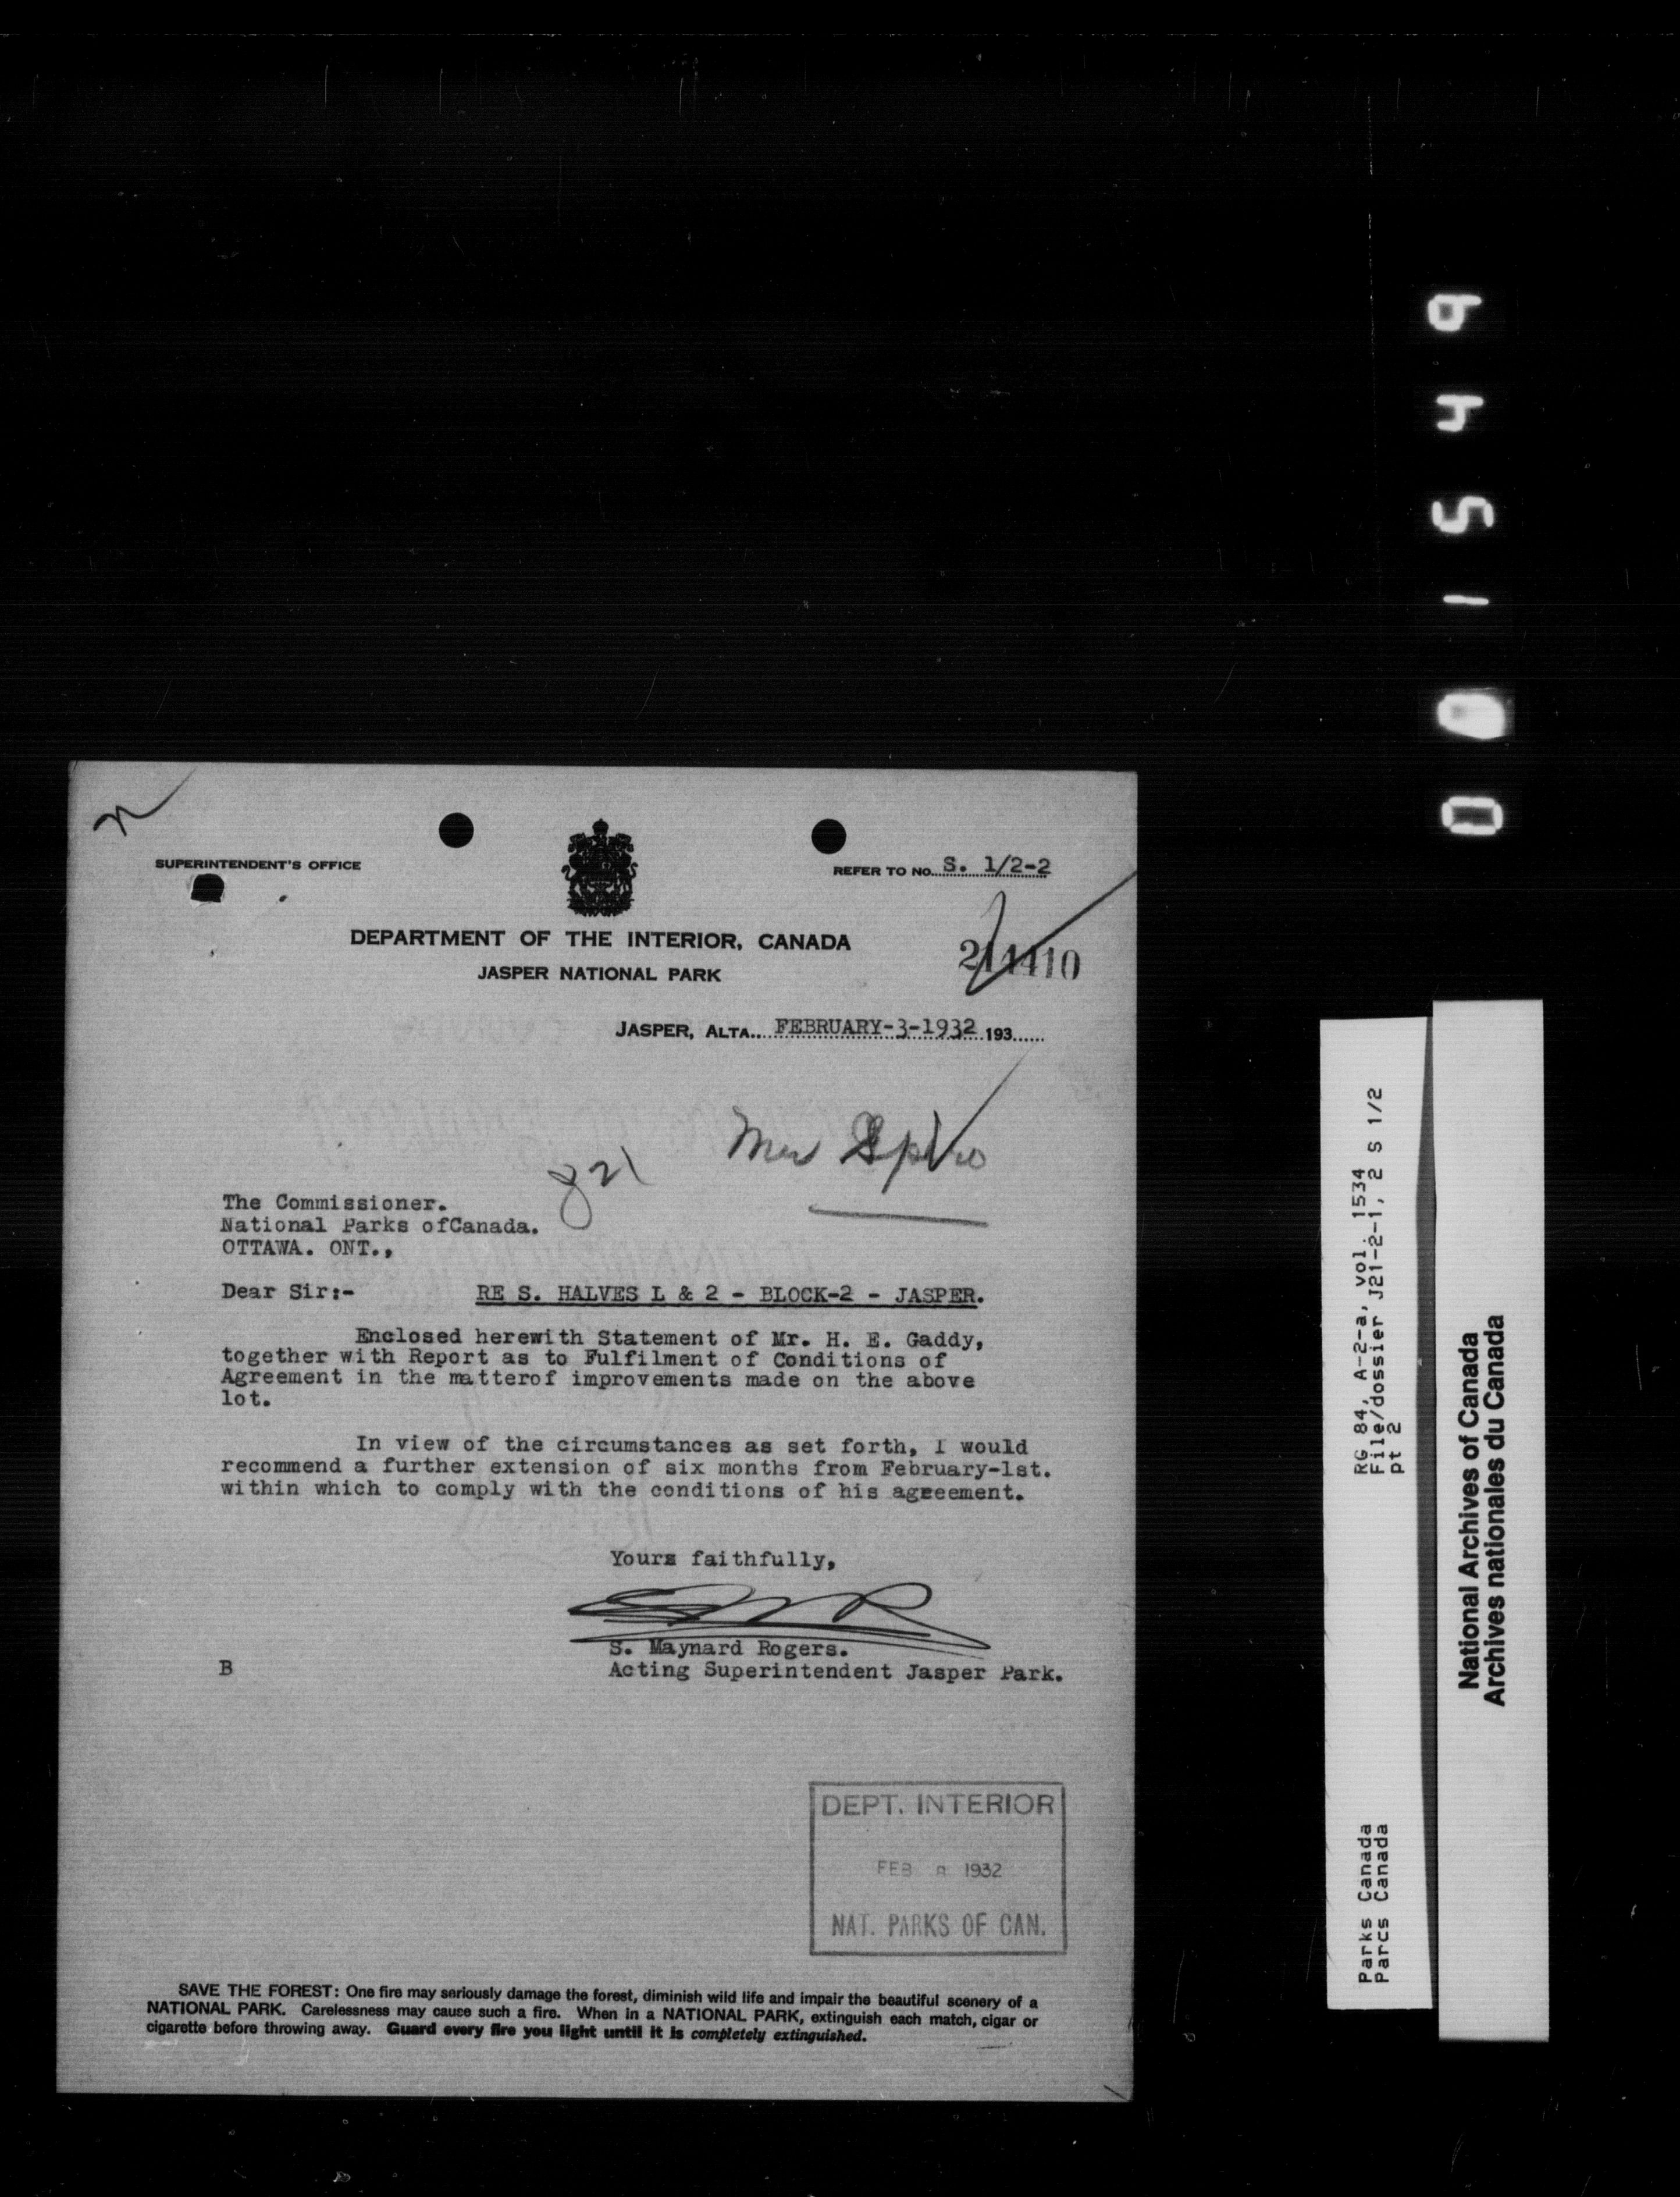 SUPERINTENDENT'S OFFICE
REFER TO NO. S. 1/2-2
DEPARTMENT OF THE INTERIOR, CANADA
JASPER NATIONAL PARK
214410
JASPER, ALTA. FEBRUARY-3-1932 193
821
The Commissioner.
National Parks ofCanada.
OTTAWA. ONT.,
Dear Sir:- RE S. HALVES L & 2 - BLOCK-2 - JASPER.
Enclosed herewith Statement of Mr. H. E. Gaddy,
together with Report as to Fulfilment of Conditions of
Agreement in the matterof improvements made on the above
lot.
In view of the circumstances as set forth, I would
recommend a further extension of six months from February-1st.
within which to comply with the conditions of his agreement.
Yours faithfully,
S. Maynard Rogers.
B Acting Superintendent Jasper Park.
DEPT. INTERIOR
FEB 1932
NAT. PARKS OF CAN.
SAVE THE FOREST: One fire may seriously damage the forest, diminish wild life and impair the beautiful scenery of a
NATIONAL PARK. Carelessness may cause such a fire. When in a NATIONAL PARK, extinguish each match, cigar or
cigarette before throwing away. Guard every fire you light until it is completely extinguished.
Parks Canada RG 84, A-2-a, vol. 1534
Parcs Canada File/dossier J21-2-1, 2 S 1/2
pt 2
National Archives of Canada
Archives nationales du Canada
001549